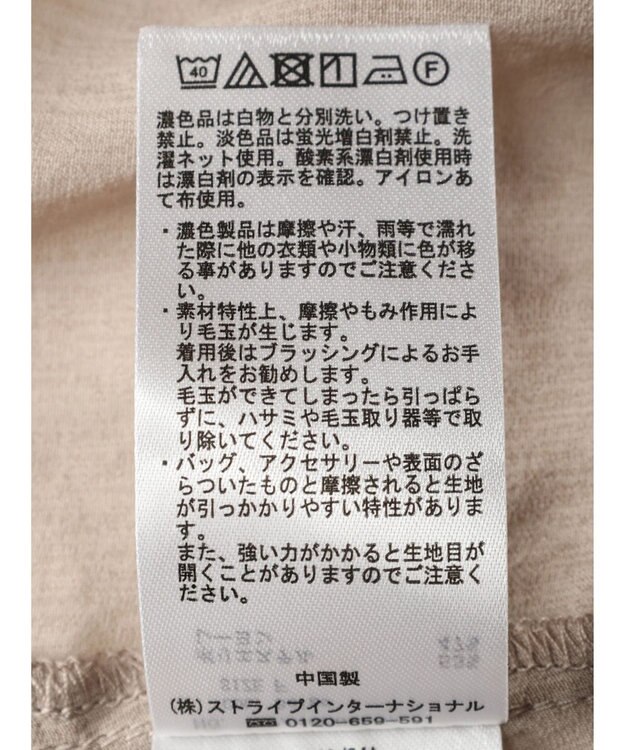 40 F
濃色品は白物と分別洗い。つけ置き
禁止。淡色品は蛍光増白剤禁止。洗
濯ネット使用。酸素系漂白剤使用時
は漂白剤の表示を確認。アイロンあ
て布使用。
・濃色製品は摩擦や汗、雨等で濡れ
た際に他の衣類や小物類に色が移
る事がありますのでご注意くださ
い。
・素材特性上、摩擦やもみ作用によ
り毛玉が生じます。
着用後はブラッシングによるお手
入れをお勧めします。
毛玉ができてしまったら引っぱら
ずに、ハサミや毛玉取り器等で取
り除いてください。
・バッグ、アクセサリーや表面のざ
らついたものと摩擦されると生地
が引っかかりやすい特性がありま
す。
また、強い力がかかると生地目が
開くことがありますのでご注意く
ださい。
中国製
(株)ストライプインターナショナル
0120-659-591